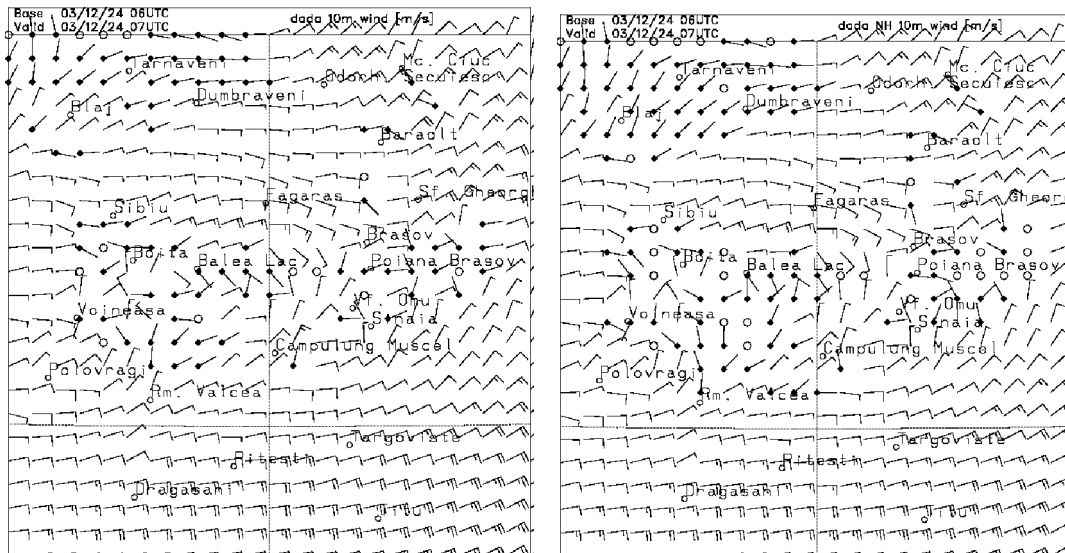 Base 03/12/24 06UTC
Valid 03/12/24 07UTC
dada 10m wind [m/s]
Tarnaveni
Mc. Ciuc
Odorh. Secuiesc
Dumbraveni
Blaj
Baraolt
Fagaras
Sf. Gheorg
Sibiu
Brasov
Boita
Balea Lac
Poiana Brasov
Vf. Omu
Voineasa
Sinaia
Campulung Muscel
Polovragi
Rm. Valcea
Targoviste
Pitesti
Dragasani
Titu
Base 03/12/24 06UTC
Valid 03/12/24 07UTC
dada NH 10m wind [m/s]
Tarnaveni
Mc. Ciuc
Odorh. Secuiesc
Dumbraveni
Blaj
Baraolt
Fagaras
Sf. Gheorg
Sibiu
Brasov
Boita
Balea Lac
Poiana Brasov
Vf. Omu
Voineasa
Sinaia
Campulung Muscel
Polovragi
Rm. Valcea
Targoviste
Pitesti
Dragasani
Titu